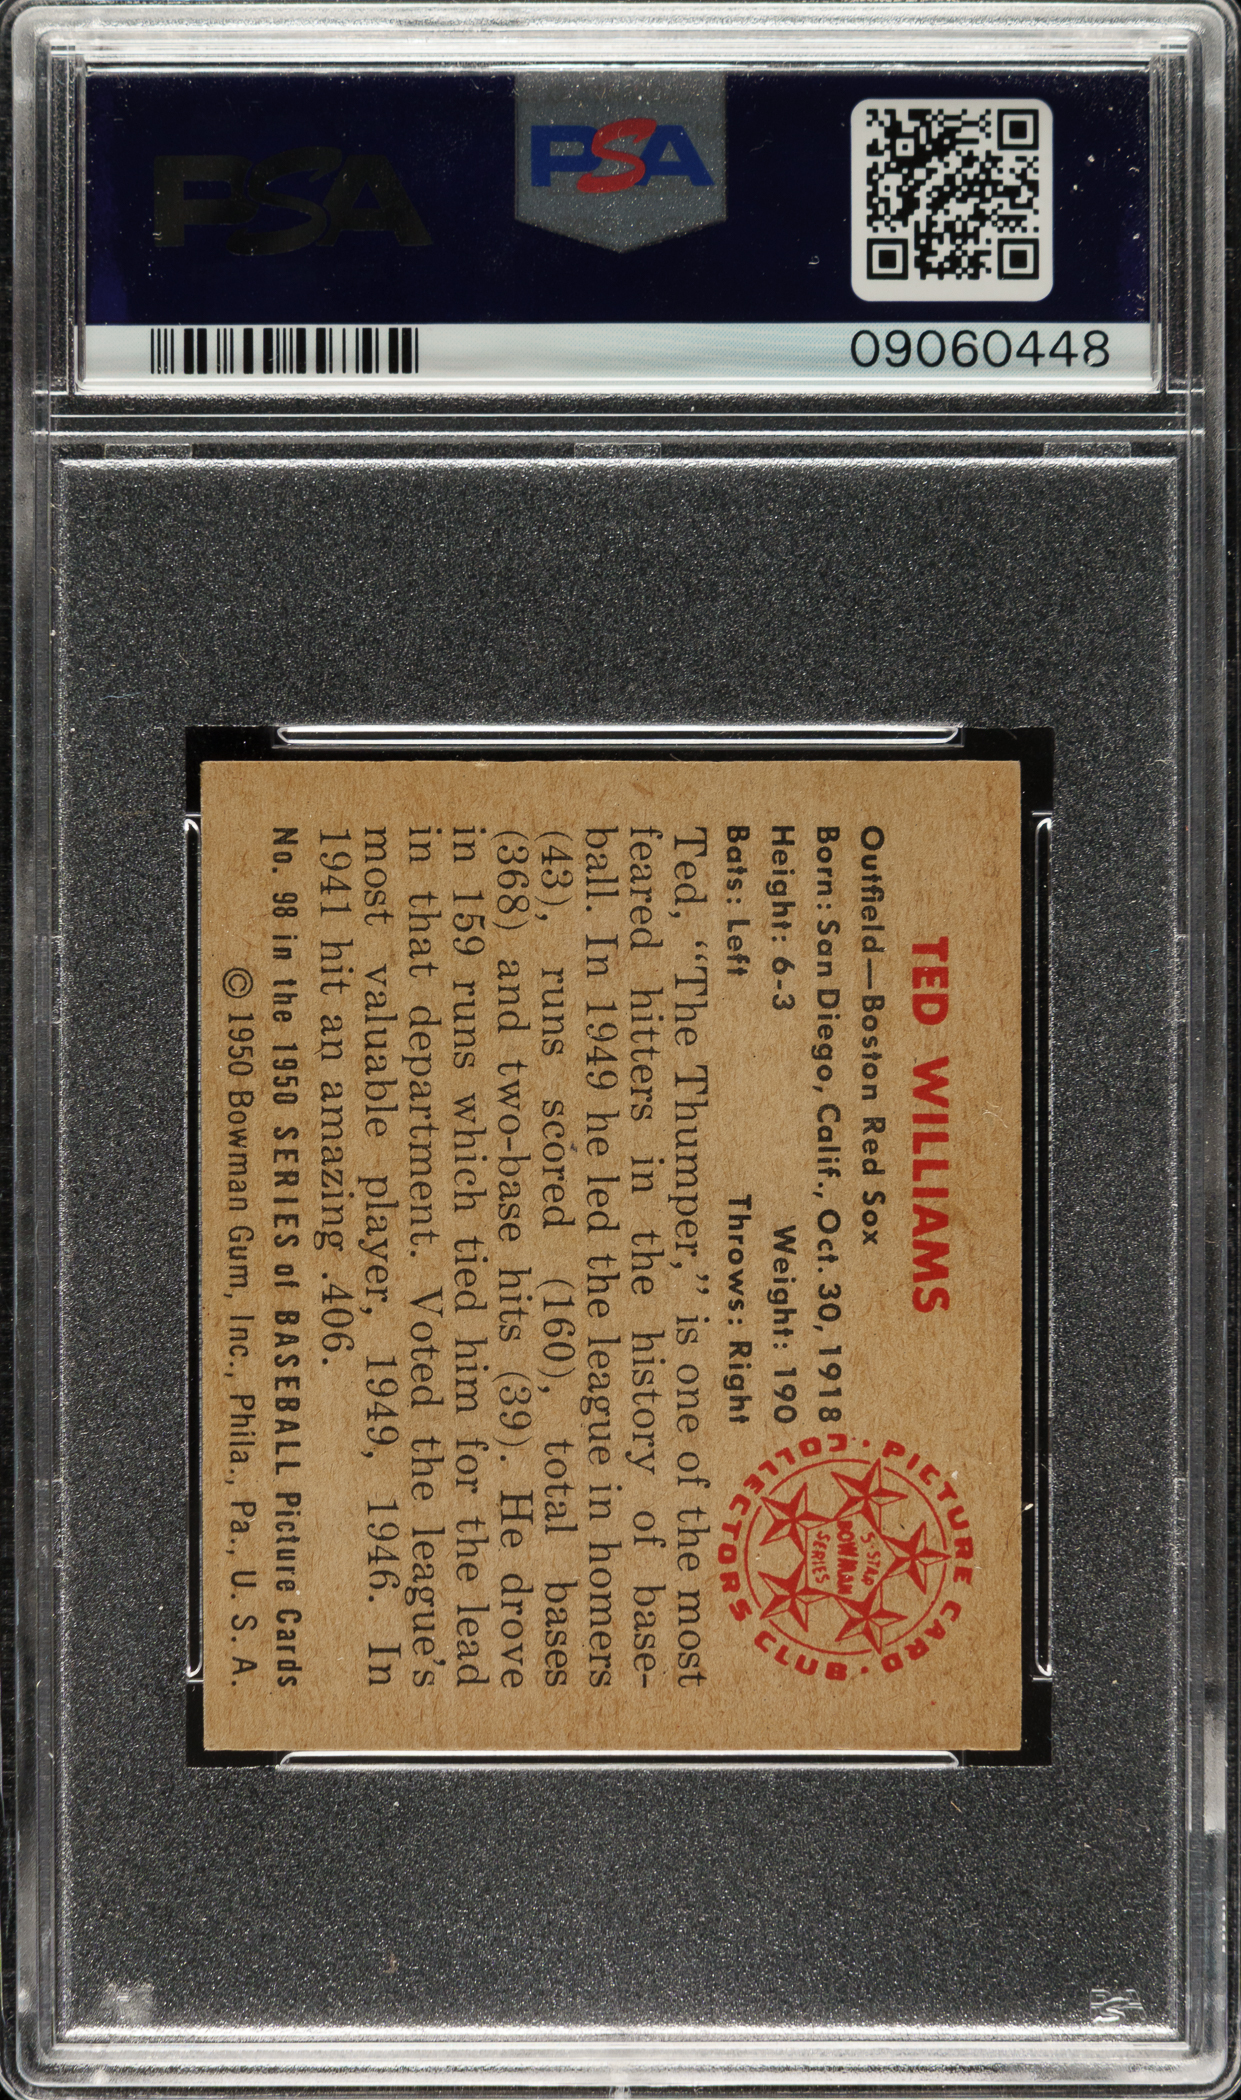 PSA
PSA
09060448
TED WILLIAMS
Outfield—Boston Red Sox
Born: San Diego, Calif., Oct. 30, 1918
Height: 6-3 Weight: 190
Bats: Left Throws: Right
PICTURE CARD
COLLECTORS CLUB
5-STAR
BOWMAN
SERIES
Ted, “The Thumper,” is one of the most
feared hitters in the history of base-
ball. In 1949 he led the league in homers
(43), runs scored (160), total bases
(368) and two-base hits (39). He drove
in 159 runs which tied him for the lead
in that department. Voted the league's
most valuable player, 1949, 1946. In
1941 hit an amazing .406.
No. 98 in the 1950 SERIES of BASEBALL Picture Cards
© 1950 Bowman Gum, Inc., Phila., Pa., U. S. A.
PSA